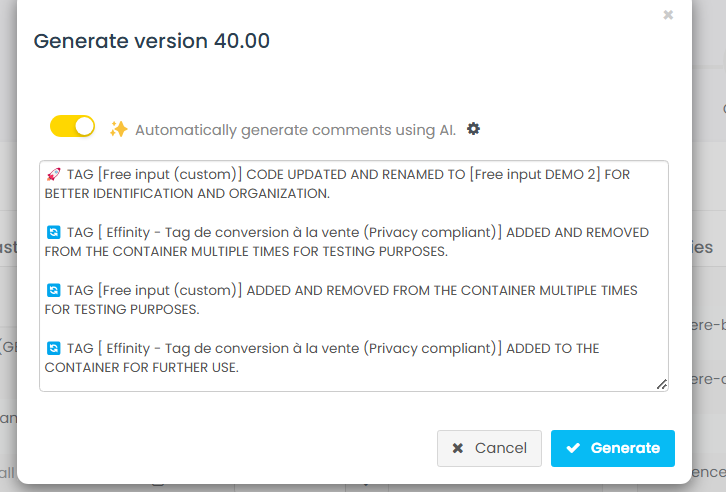 Generate version 40.00
Automatically generate comments using AI.
🚀 TAG [Free input (custom)] CODE UPDATED AND RENAMED TO [Free input DEMO 2] FOR
BETTER IDENTIFICATION AND ORGANIZATION.
🔄 TAG [ Effinity - Tag de conversion à la vente (Privacy compliant)] ADDED AND REMOVED
FROM THE CONTAINER MULTIPLE TIMES FOR TESTING PURPOSES.
🔄 TAG [Free input (custom)] ADDED AND REMOVED FROM THE CONTAINER MULTIPLE TIMES
FOR TESTING PURPOSES.
🔄 TAG [ Effinity - Tag de conversion à la vente (Privacy compliant)] ADDED TO THE
CONTAINER FOR FURTHER USE.
Cancel
Generate